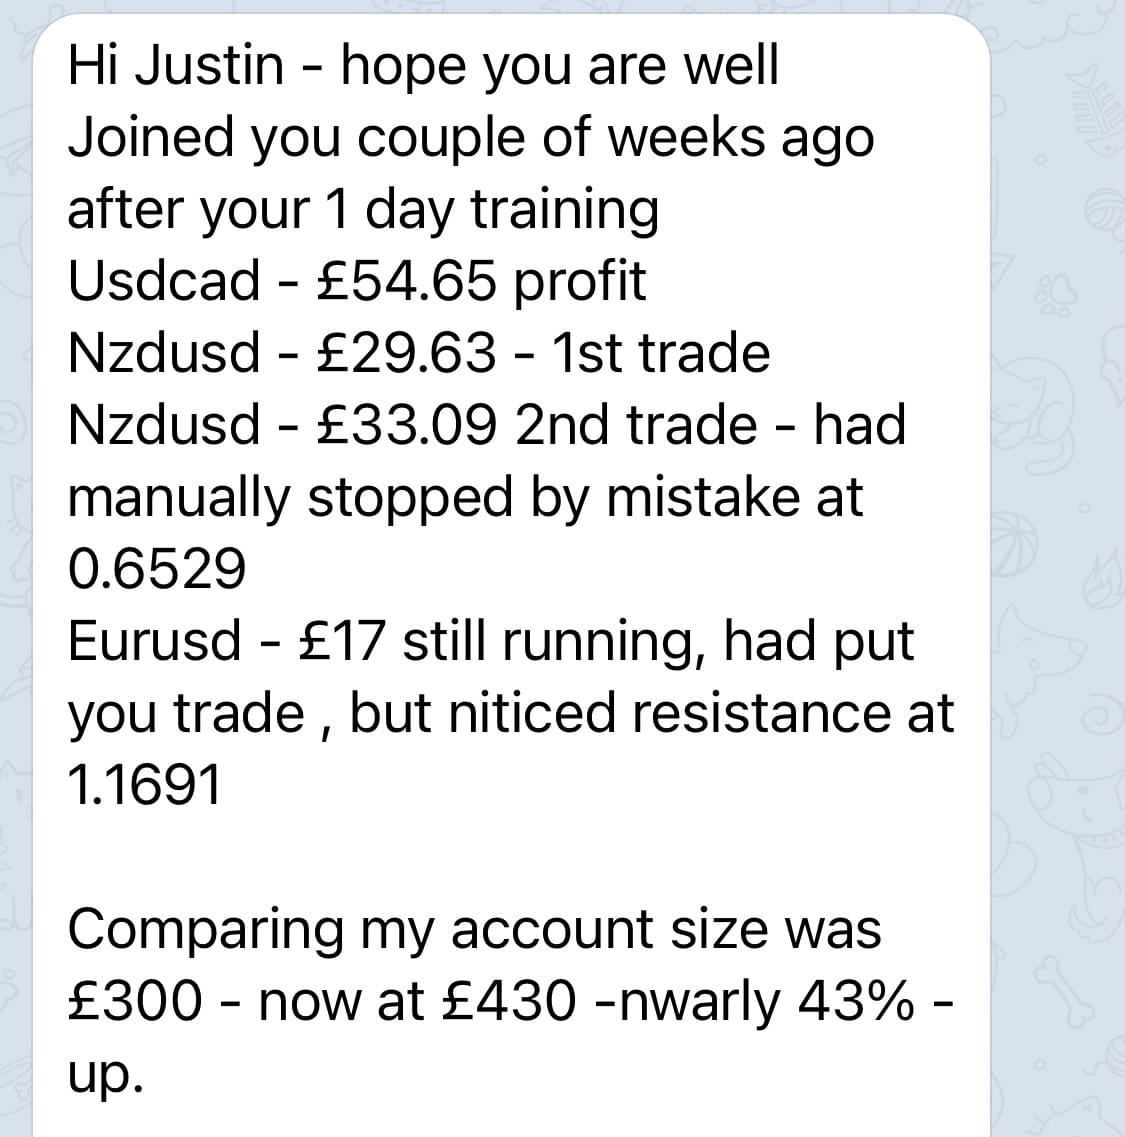 Hi Justin - hope you are well
Joined you couple of weeks ago
after your 1 day training
Usdcad - £54.65 profit
Nzdusd - £29.63 - 1st trade
Nzdusd - £33.09 2nd trade - had
manually stopped by mistake at
0.6529
Eurusd - £17 still running, had put
you trade , but niticed resistance at
1.1691
Comparing my account size was
£300 - now at £430 -nwarly 43% -
up.